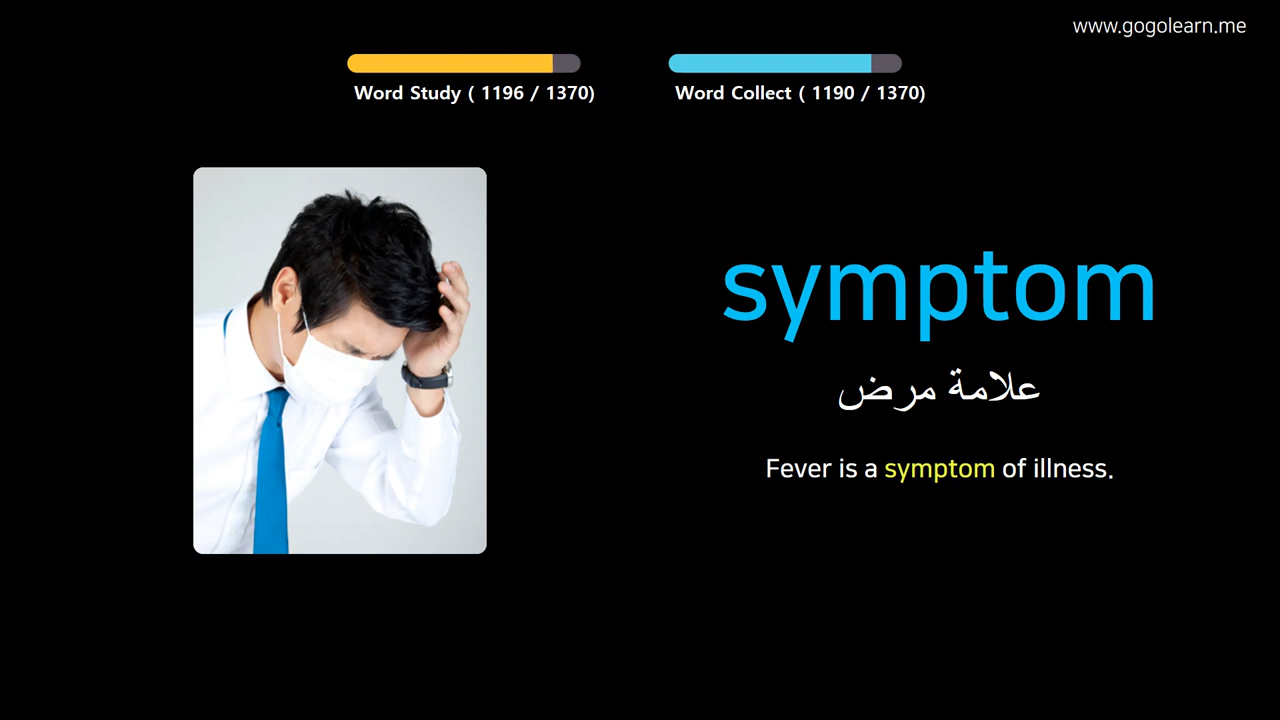 www.gogolearn.me
Word Study ( 1196 / 1370)
Word Collect ( 1190 / 1370)
symptom
علامة مرض
Fever is a symptom of illness.